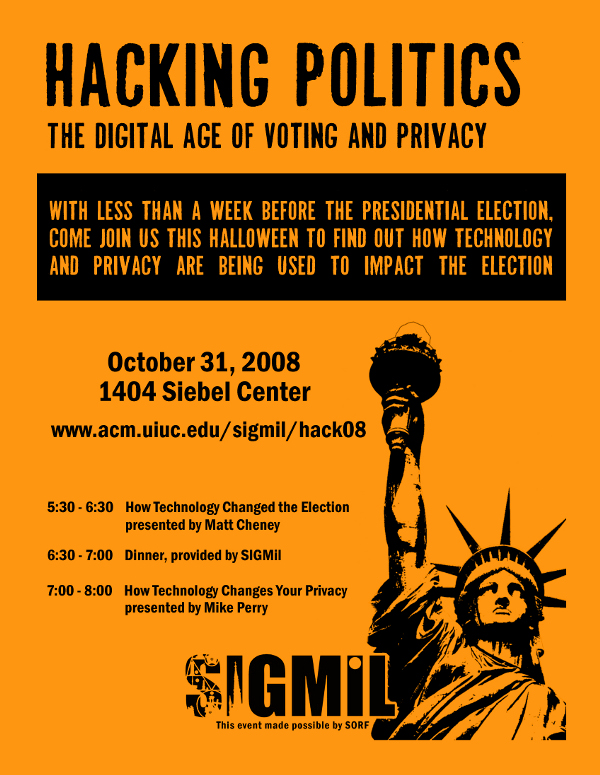 HACKING POLITICS
THE DIGITAL AGE OF VOTING AND PRIVACY
WITH LESS THAN A WEEK BEFORE THE PRESIDENTIAL ELECTION,
COME JOIN US THIS HALLOWEEN TO FIND OUT HOW TECHNOLOGY
AND PRIVACY ARE BEING USED TO IMPACT THE ELECTION
October 31, 2008
1404 Siebel Center
www.acm.uiuc.edu/sigmil/hack08
5:30 - 6:30 How Technology Changed the Election
presented by Matt Cheney
6:30 - 7:00 Dinner, provided by SIGMil
7:00 - 8:00 How Technology Changes Your Privacy
presented by Mike Perry
SIGMiL
This event made possible by SORF